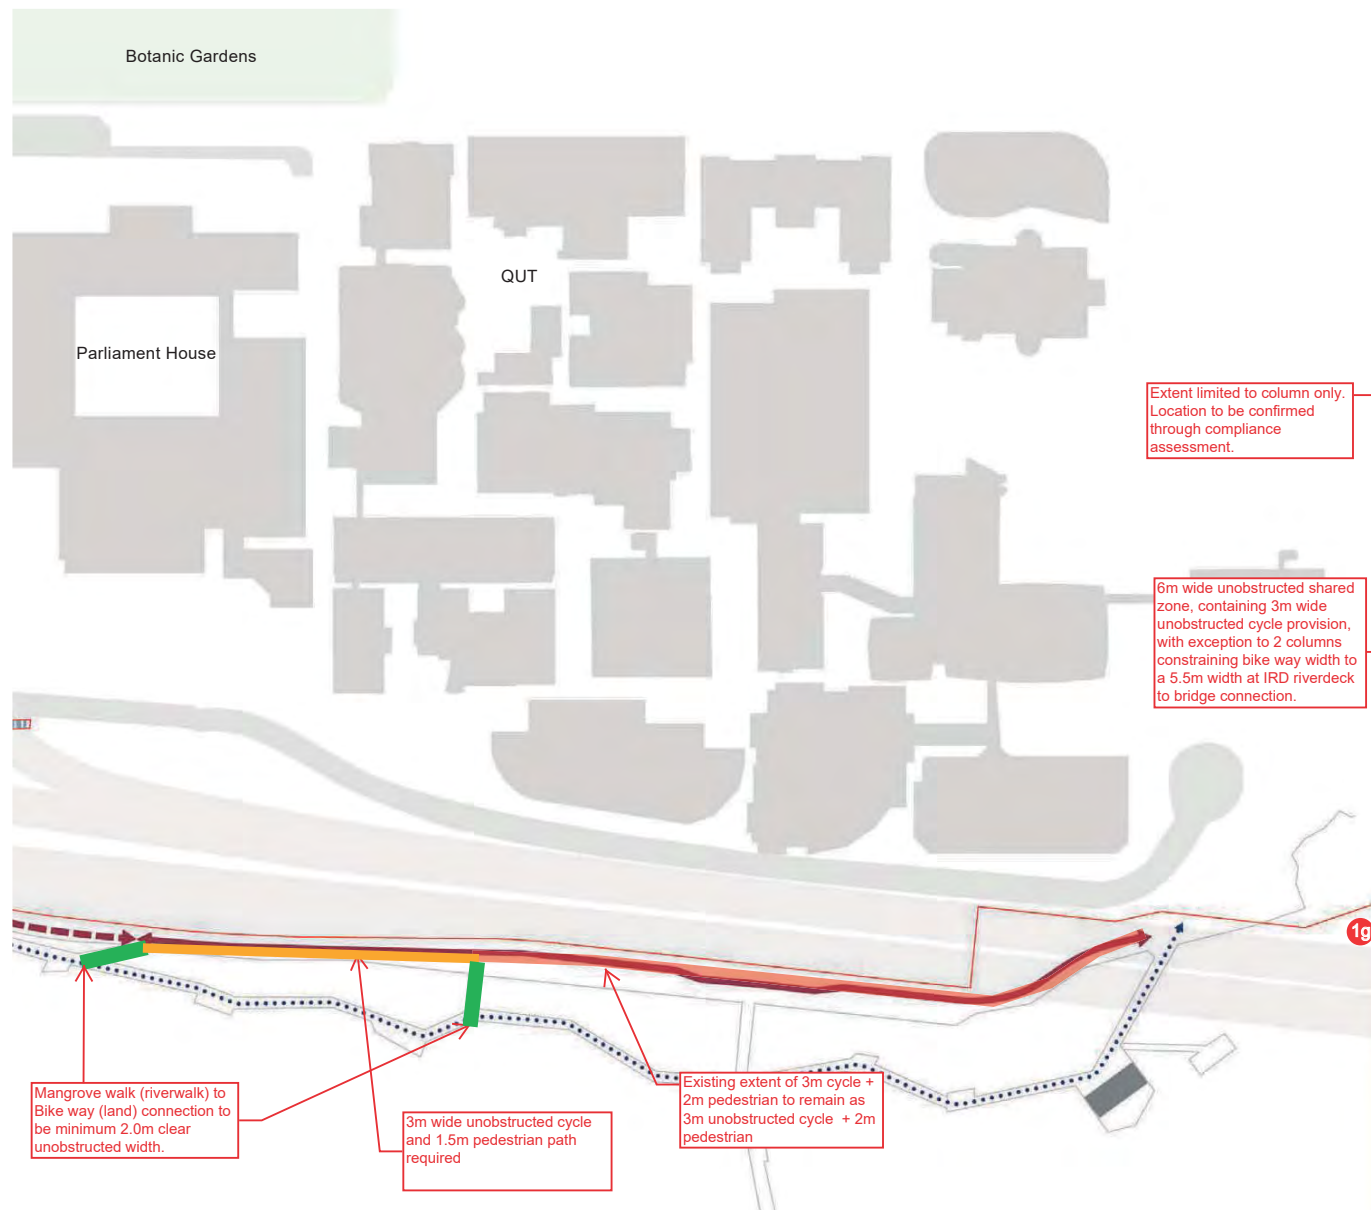 Botanic Gardens
QUT
Parliament House
Extent limited to column only.
Location to be confirmed
through compliance
assessment.
6m wide unobstructed shared
zone, containing 3m wide
unobstructed cycle provision,
with exception to 2 columns
constraining bike way width to
a 5.5m width at IRD riverdeck
to bridge connection.
1g
Mangrove walk (riverwalk) to
Bike way (land) connection to
be minimum 2.0m clear
unobstructed width.
3m wide unobstructed cycle
and 1.5m pedestrian path
required
Existing extent of 3m cycle +
2m pedestrian to remain as
3m unobstructed cycle + 2m
pedestrian